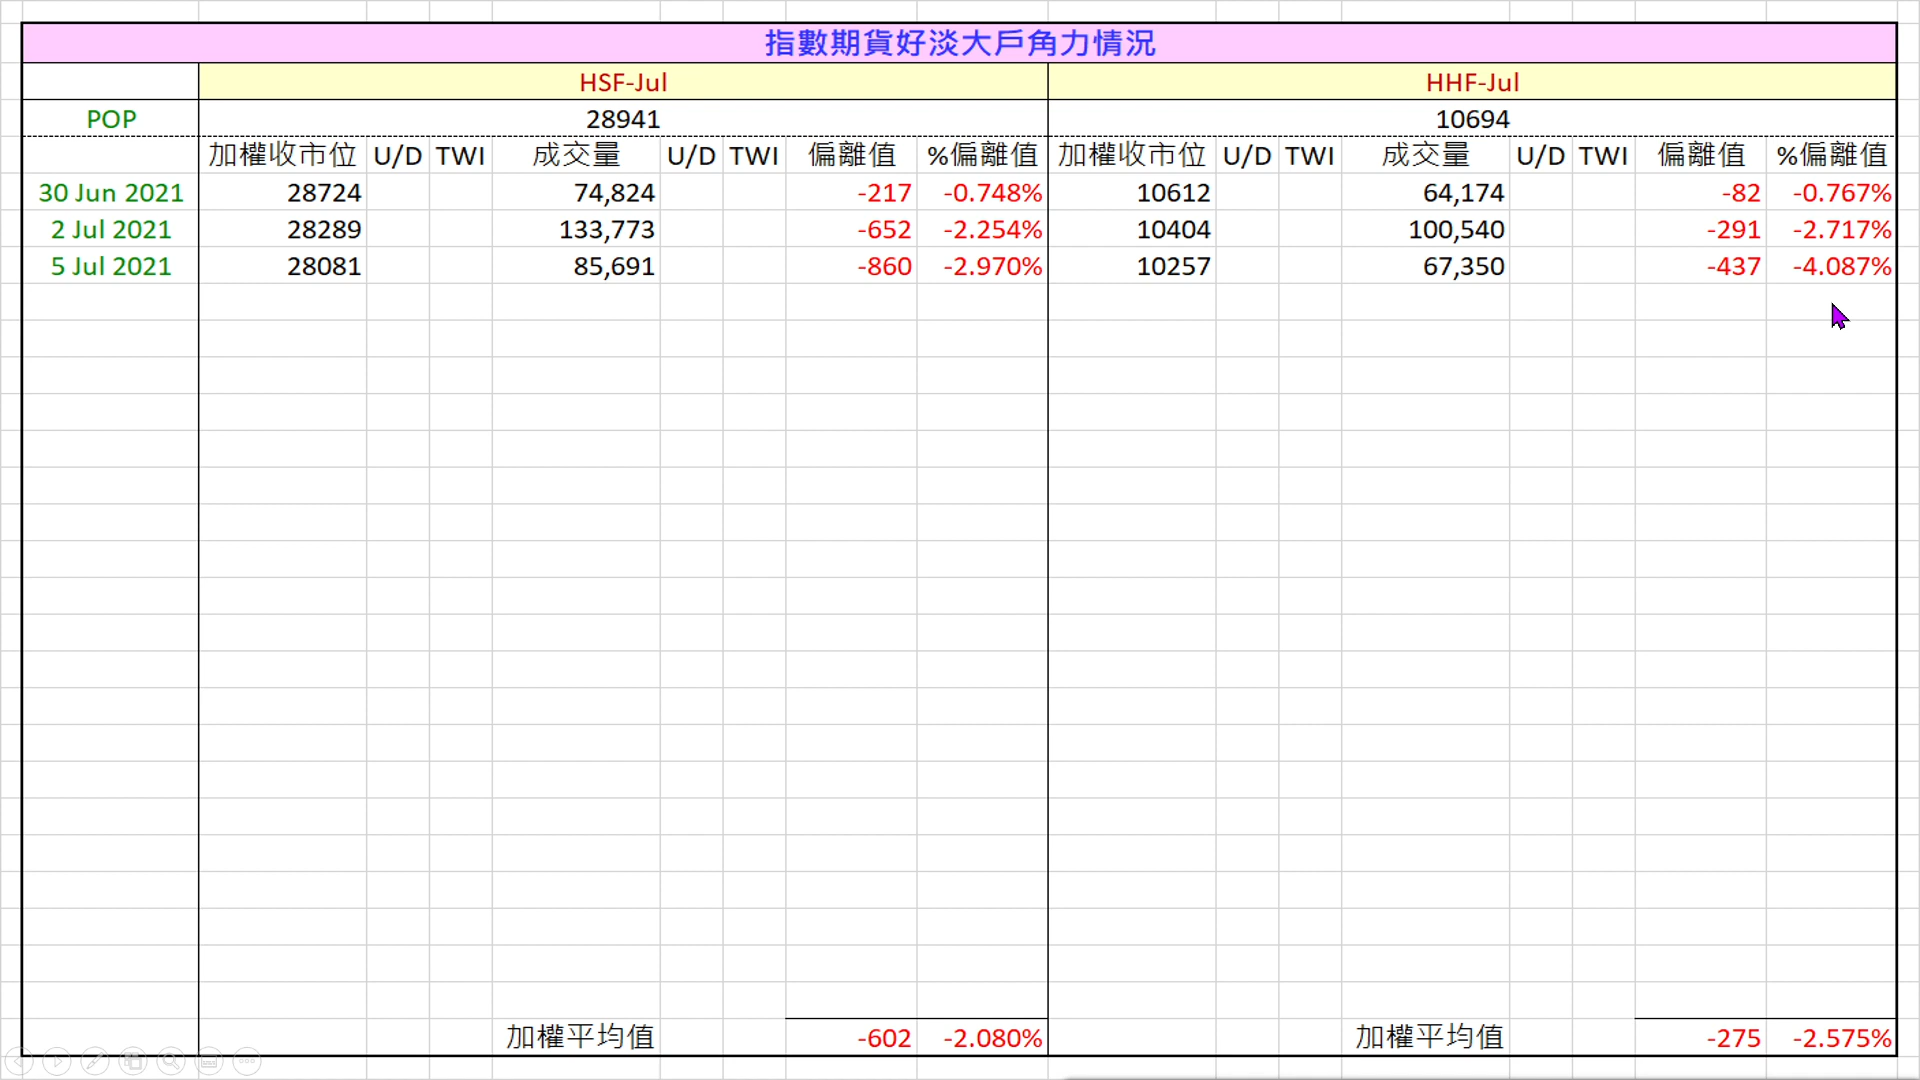 指數期貨好淡大戶角力情況
HSF-Jul HHF-Jul
POP 28941 10694
加權收市位 U/D TWI 成交量 U/D TWI 偏離值 %偏離值 加權收市位 U/D TWI 成交量 U/D TWI 偏離值 %偏離值
30 Jun 2021 28724 74,824 -217 -0.748% 10612 64,174 -82 -0.767%
2 Jul 2021 28289 133,773 -652 -2.254% 10404 100,540 -291 -2.717%
5 Jul 2021 28081 85,691 -860 -2.970% 10257 67,350 -437 -4.087%
加權平均值 -602 -2.080% 加權平均值 -275 -2.575%